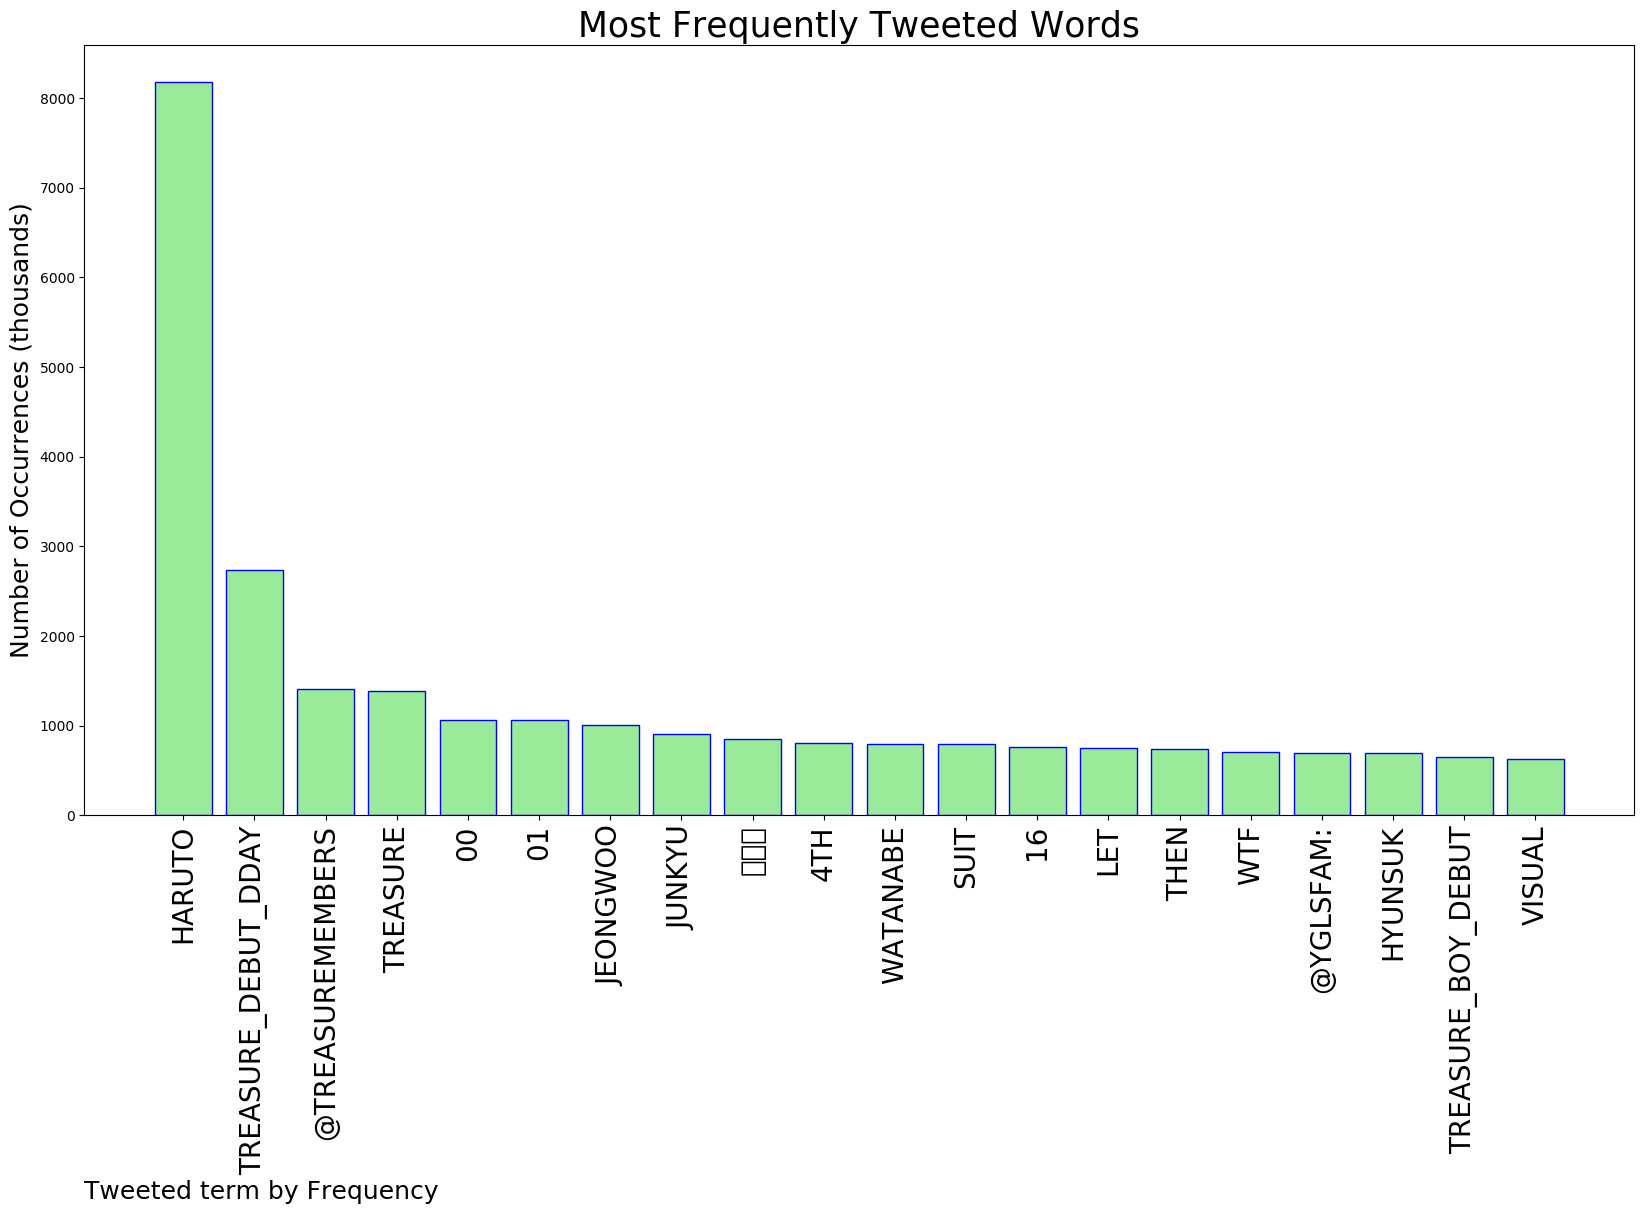 Most Frequently Tweeted Words
Number of Occurrences (thousands)
8000
7000
6000
5000
4000
3000
2000
1000
0
HARUTO
TREASURE_DEBUT_DDAY
@TREASUREMEMBERS
TREASURE
00
01
JEONGWOO
JUNKYU
4TH
WATANABE
SUIT
16
LET
THEN
WTF
@YGLSFAM:
HYUNSUK
TREASURE_BOY_DEBUT
VISUAL
Tweeted term by Frequency